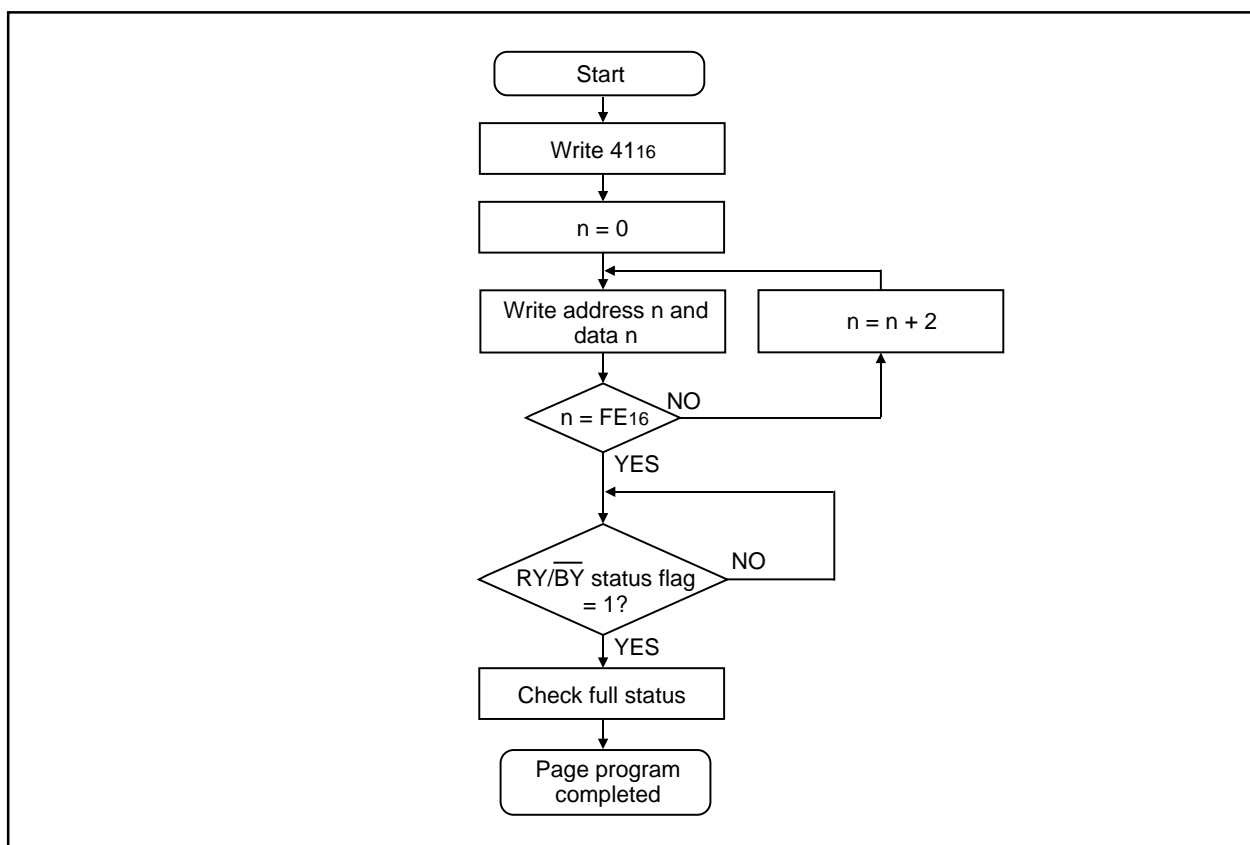 Start
Write 4116
n = 0
Write address n and
data n
n = n + 2
n = FE16
NO
YES
RY/B̅Y̅ status flag
= 1?
NO
YES
Check full status
Page program
completed